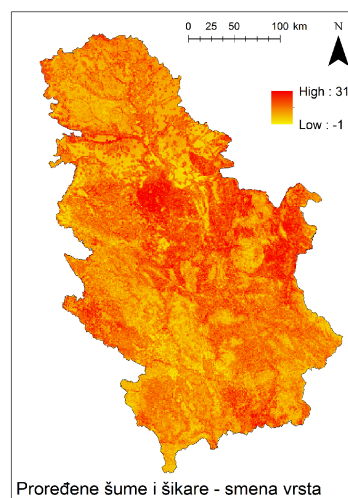 0 25 50 100 km
N
High : 31
Low : -1
Proređene šume i šikare - smena vrsta